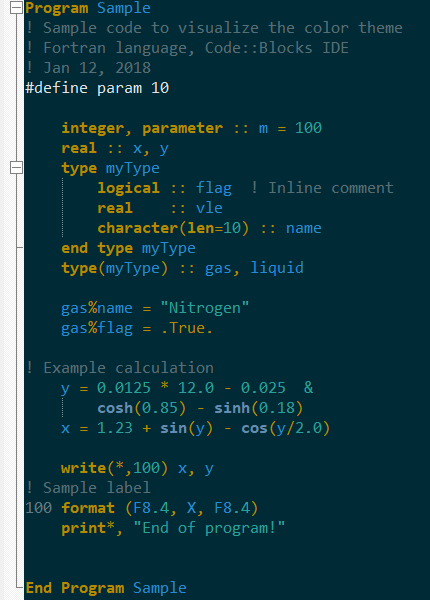 Program Sample
! Sample code to visualize the color theme
! Fortran language, Code::Blocks IDE
! Jan 12, 2018
#define param 10
integer, parameter :: m = 100
real :: x, y
type myType
logical :: flag  ! Inline comment
real    :: vle
character(len=10) :: name
end type myType
type(myType) :: gas, liquid
gas%name = "Nitrogen"
gas%flag = .True.
! Example calculation
y = 0.0125 * 12.0 - 0.025  &
cosh(0.85) - sinh(0.18)
x = 1.23 + sin(y) - cos(y/2.0)
write(*,100) x, y
! Sample label
100 format (F8.4, X, F8.4)
print*, "End of program!"
End Program Sample